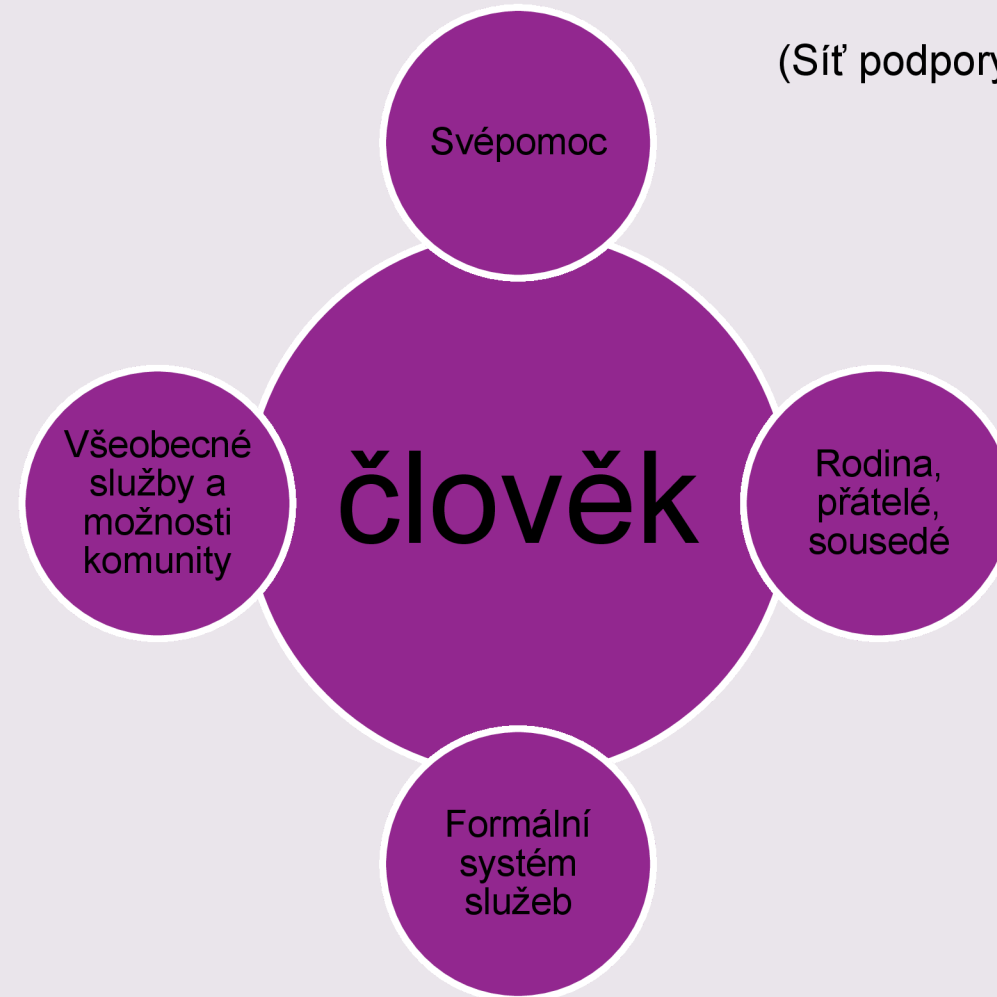 (Síť podpory
Svépomoc
Všeobecné
služby a
možnosti
komunity
člověk
Rodina,
přátelé,
sousedé
Formální
systém
služeb